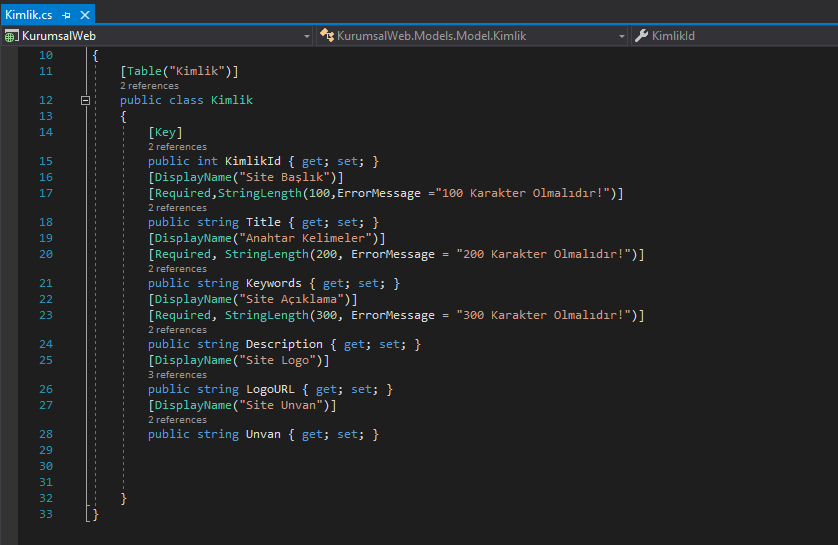 Kimlik.cs
KurumsalWeb KurumsalWeb.Models.Model.Kimlik KimlikId
10 {
11 [Table("Kimlik")]
2 references
12 public class Kimlik
13 {
14 [Key]
2 references
15 public int KimlikId { get; set; }
16 [DisplayName("Site Başlık")]
17 [Required,StringLength(100,ErrorMessage ="100 Karakter Olmalıdır!")]
2 references
18 public string Title { get; set; }
19 [DisplayName("Anahtar Kelimeler")]
20 [Required, StringLength(200, ErrorMessage = "200 Karakter Olmalıdır!")]
2 references
21 public string Keywords { get; set; }
22 [DisplayName("Site Açıklama")]
23 [Required, StringLength(300, ErrorMessage = "300 Karakter Olmalıdır!")]
2 references
24 public string Description { get; set; }
25 [DisplayName("Site Logo")]
3 references
26 public string LogoURL { get; set; }
27 [DisplayName("Site Unvan")]
2 references
28 public string Unvan { get; set; }
29
30
31
32 }
33 }